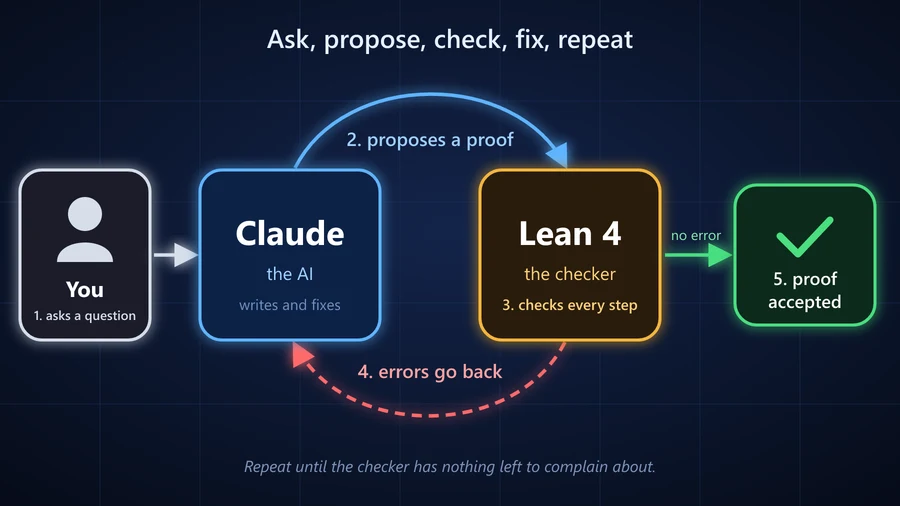 Ask, propose, check, fix, repeat
2. proposes a proof
You
1. asks a question
Claude
the AI
writes and fixes
Lean 4
the checker
3. checks every step
no error
5. proof
accepted
4. errors go back
Repeat until the checker has nothing left to complain about.